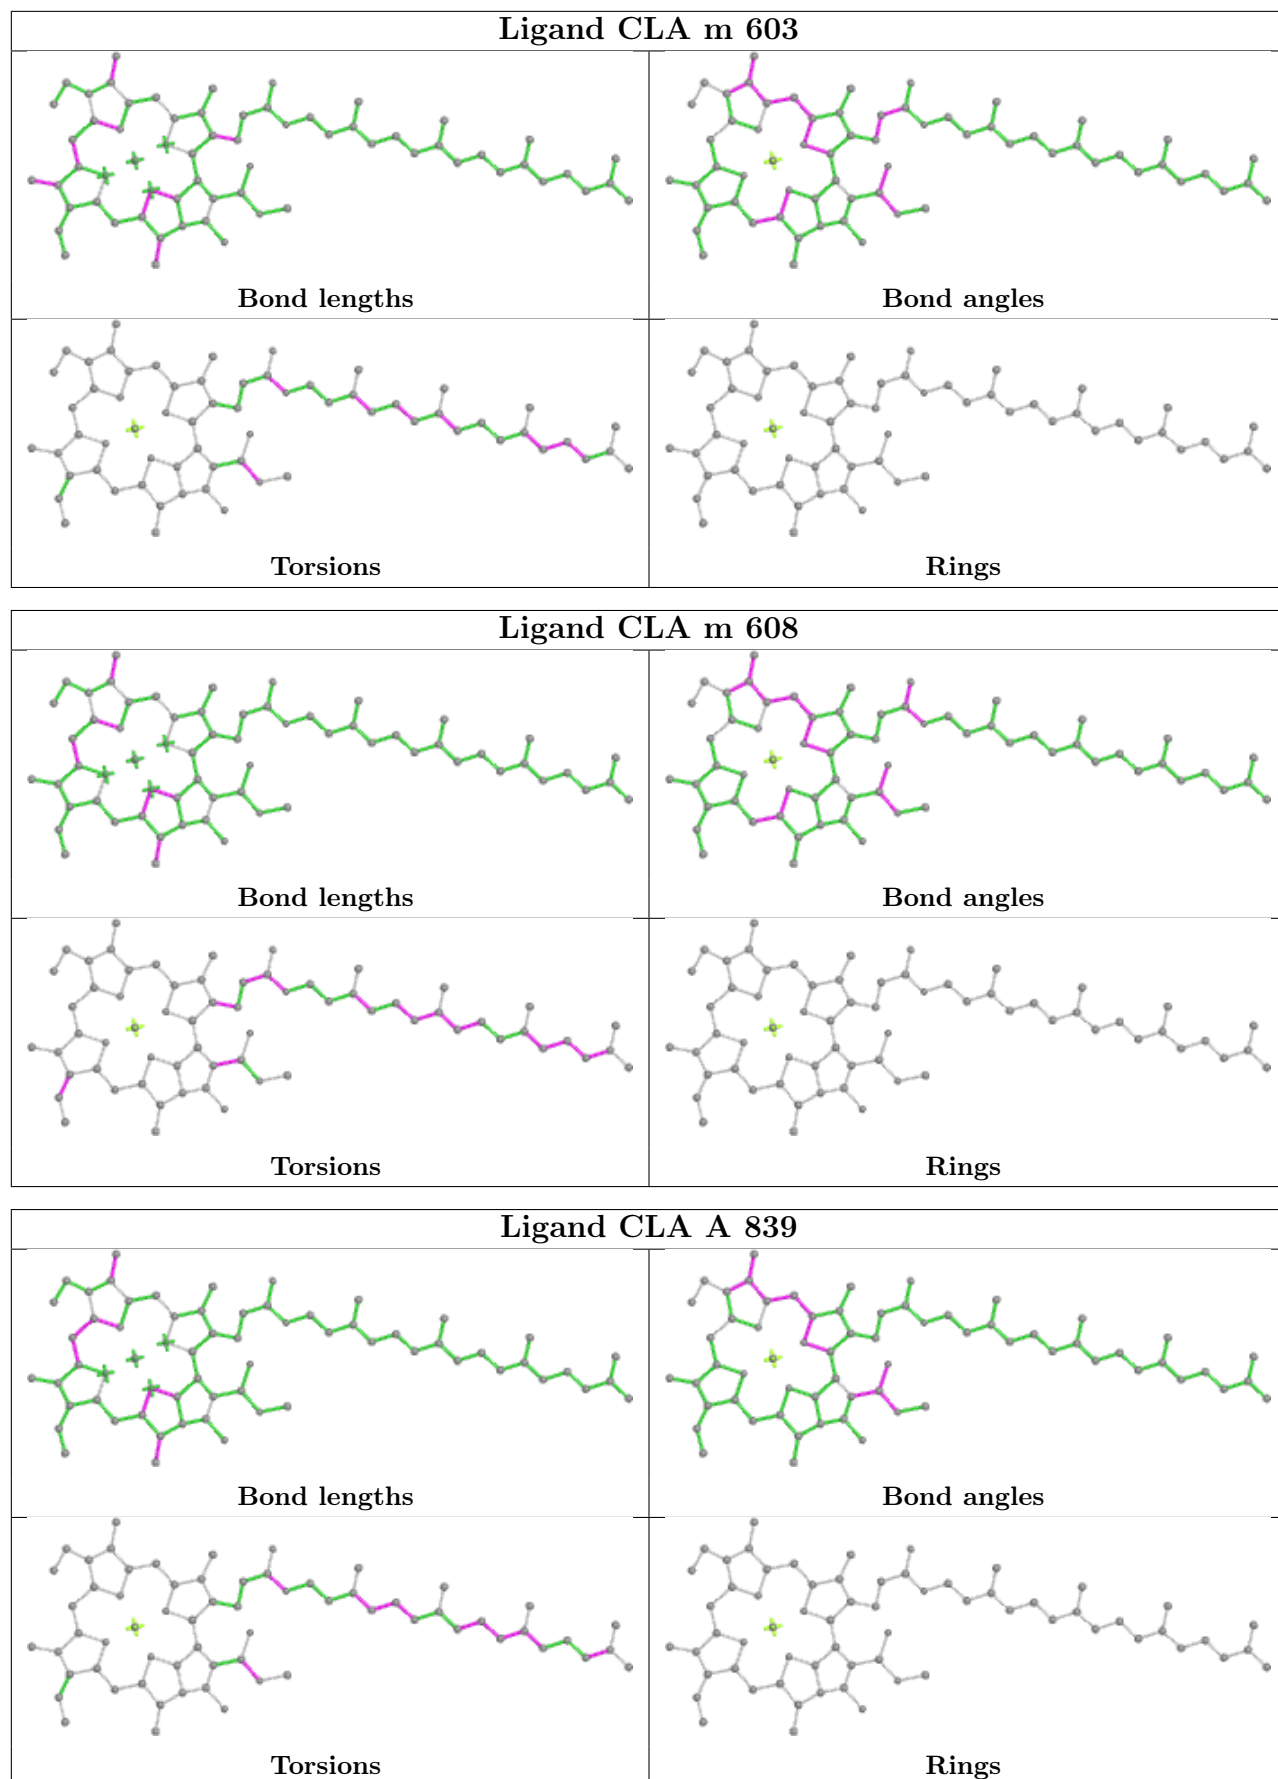 Ligand CLA m 603
Bond lengths
Bond angles
Torsions
Rings
Ligand CLA m 608
Bond lengths
Bond angles
Torsions
Rings
Ligand CLA A 839
Bond lengths
Bond angles
Torsions
Rings